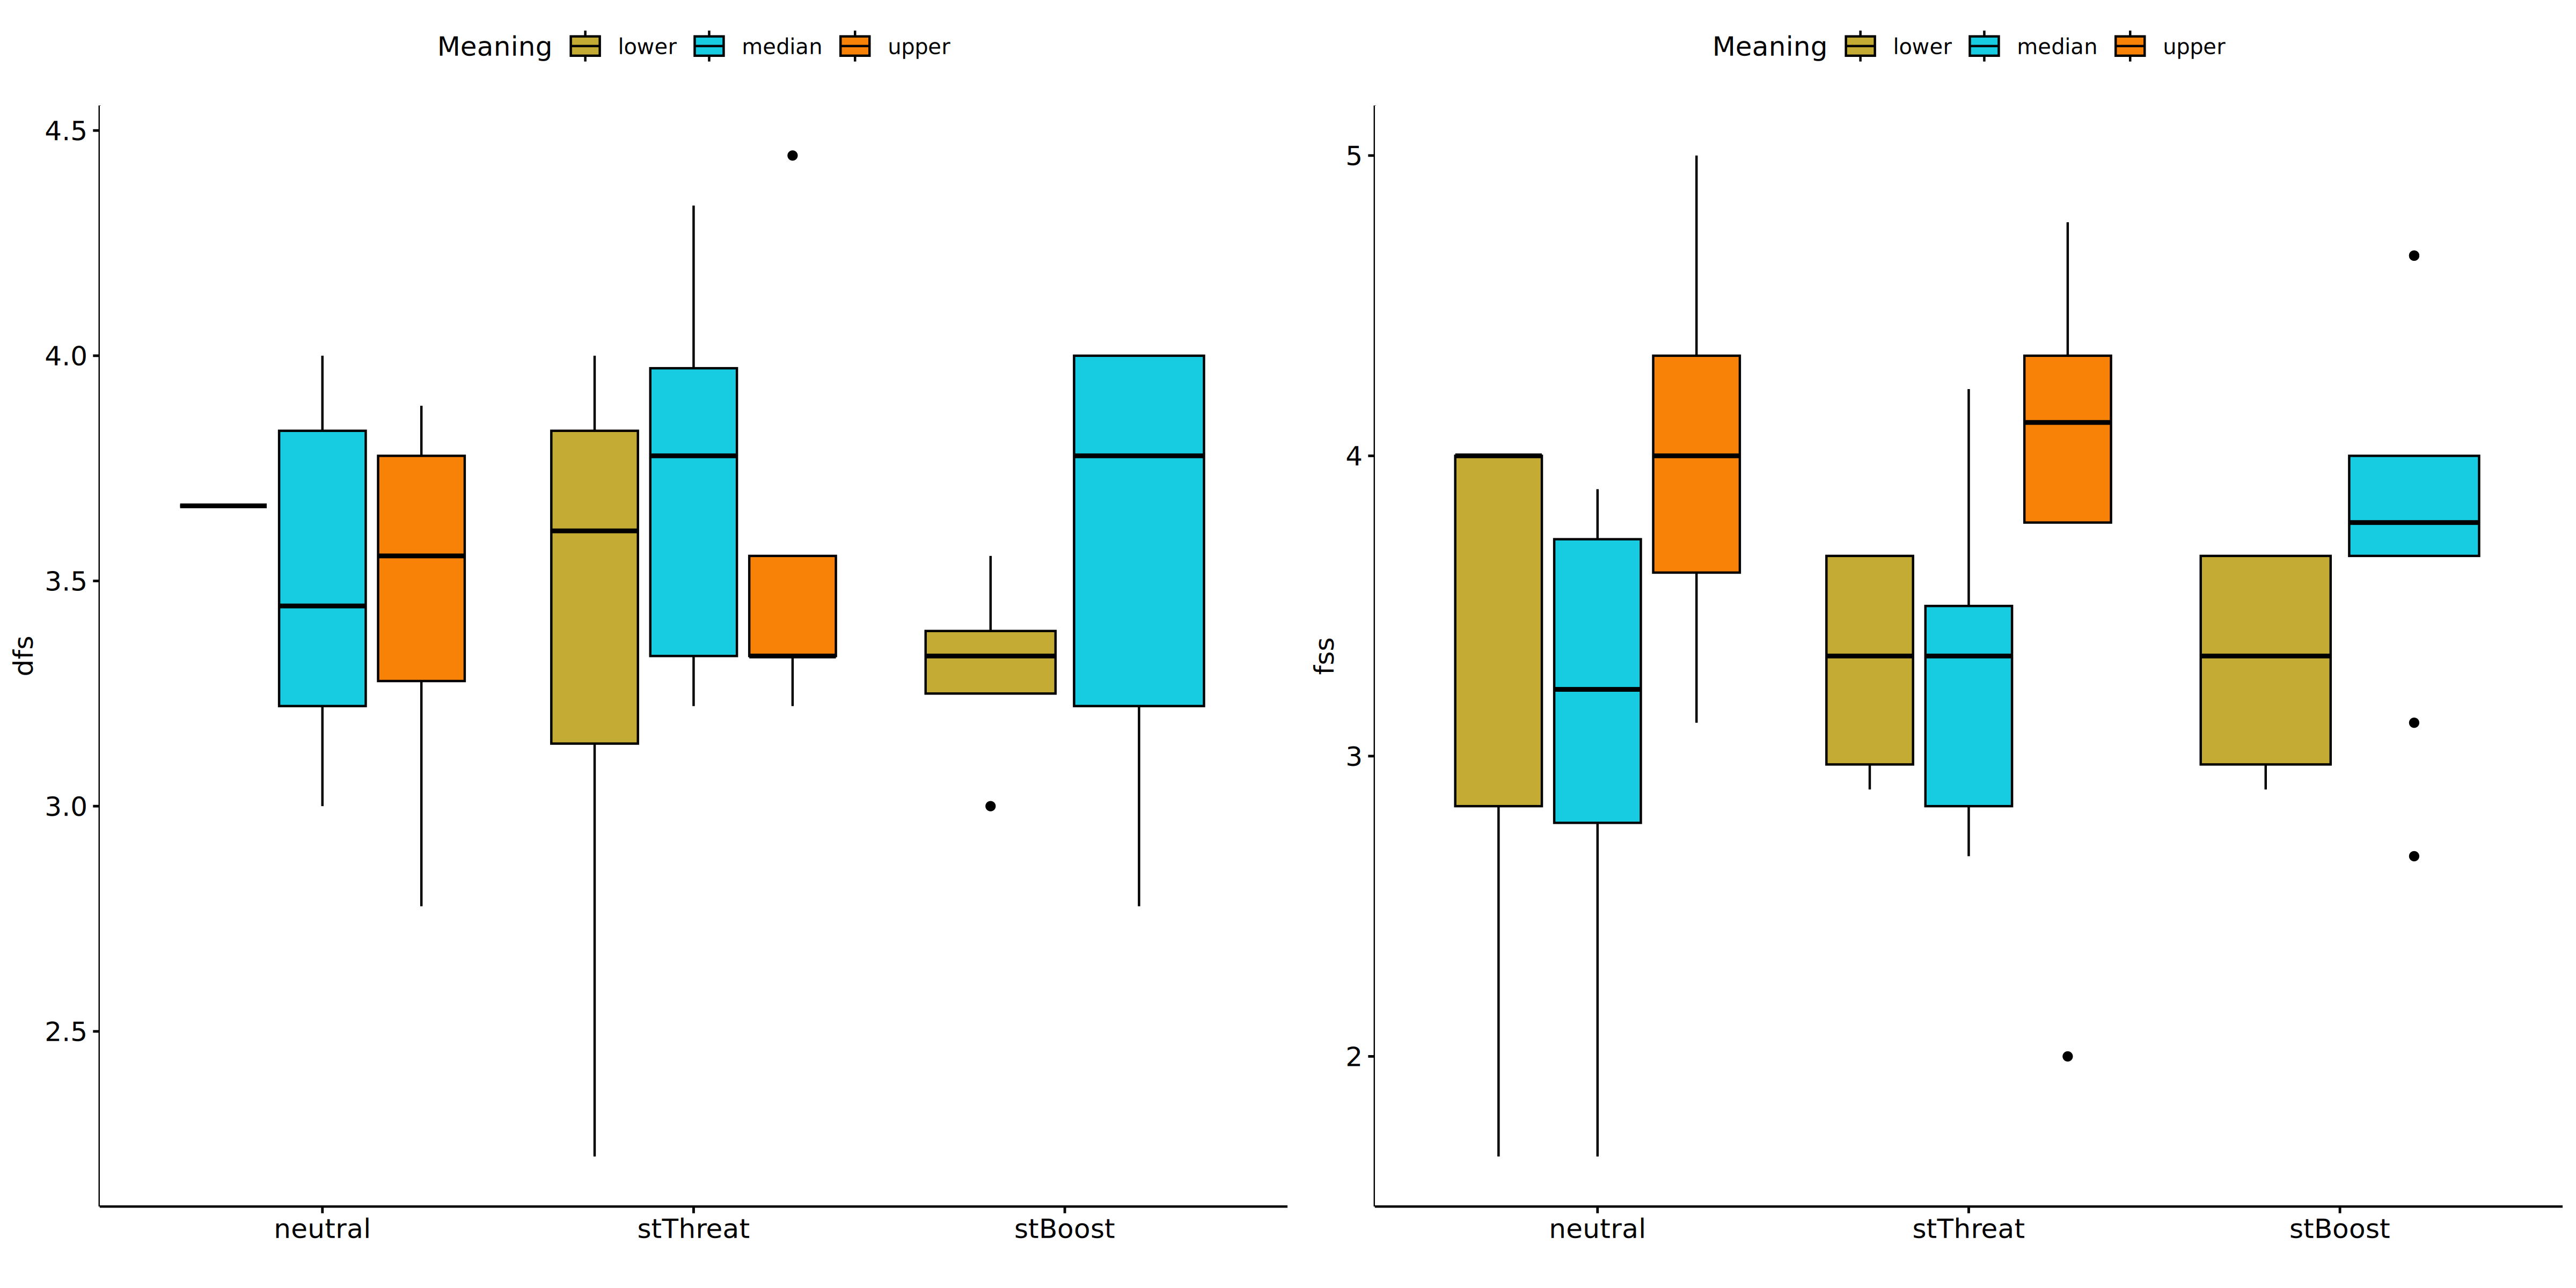 Meaning lower median upper
4.5
4.0
3.5
3.0
2.5
dfs
neutral stThreat stBoost
Meaning lower median upper
5
4
3
2
fss
neutral stThreat stBoost